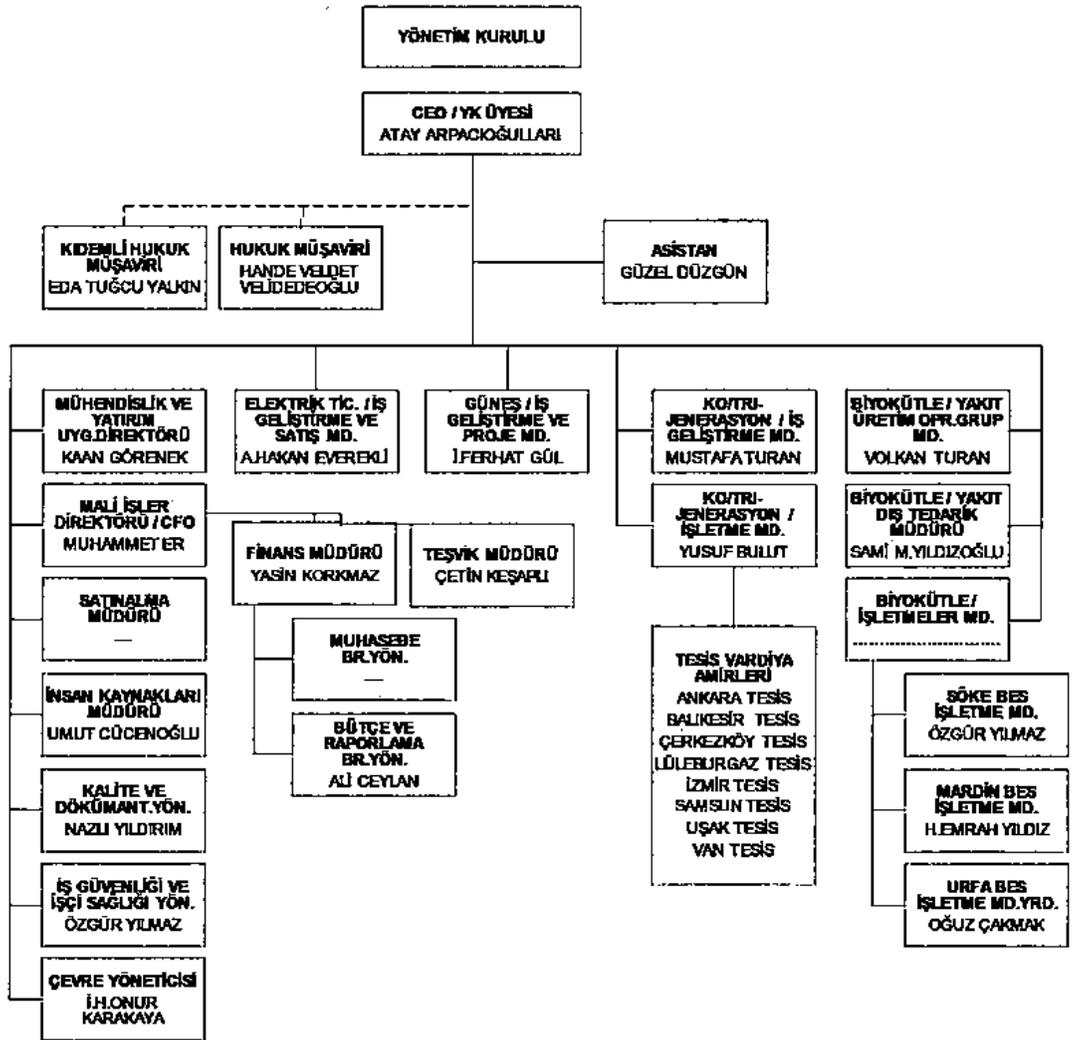 YÖNETİM KURULU
CEO / YK ÜYESİ
ATAY ARPACIOĞULLARI
KIDEMLİ HUKUK
MÜŞAVİRİ
EDA TUĞCU YALKIN
HUKUK MÜŞAVİRİ
HANDE VELDET
VELİDEDEOĞLU
ASİSTAN
GÜZEL DÜZGÜN
MÜHENDİSLİK VE
YATIRIM
UYG.DİREKTÖRÜ
KAAN GÖRENEK
ELEKTRİK TİC. / İŞ
GELİŞTİRME VE
SATIŞ MD.
A.HAKAN EVEREKLİ
GÜNEŞ / İŞ
GELİŞTİRME VE
PROJE MD.
İ.FERHAT GÜL
KO/TRI-
JENERASYON / İŞ
GELİŞTİRME MD.
MUSTAFA TURAN
BİYOKÜTLE / YAKIT
ÜRETİM OPR.GRUP
MD.
VOLKAN TURAN
MALİ İŞLER
DİREKTÖRÜ / CFO
MUHAMMET ER
FİNANS MÜDÜRÜ
YASİN KORKMAZ
TEŞVİK MÜDÜRÜ
ÇETİN KEŞAPLI
KO/TRI-
JENERASYON /
İŞLETME MD.
YUSUF BULUT
BİYOKÜTLE / YAKIT
DIŞ TEDARİK
MÜDÜRÜ
SAMİ M.YILDIZOĞLU
SATINALMA
MÜDÜRÜ
—
MUHASEBE
BR.YÖN.
—
BÜTÇE VE
RAPORLAMA
BR.YÖN.
ALİ CEYLAN
TESİS VARDİYA
AMİRLERİ
ANKARA TESİS
BALIKESİR TESİS
ÇERKEZKÖY TESİS
LÜLEBURGAZ TESİS
İZMİR TESİS
SAMSUN TESİS
UŞAK TESİS
VAN TESİS
BİYOKÜTLE /
İŞLETMELER MD.
İNSAN KAYNAKLARI
MÜDÜRÜ
UMUT CÜCENOĞLU
SÖKE BES
İŞLETME MD.
ÖZGÜR YILMAZ
KALİTE VE
DÖKÜMANT.YÖN.
NAZLI YILDIRIM
MARDİN BES
İŞLETME MD.
H.EMRAH YILDIZ
İŞ GÜVENLİĞİ VE
İŞÇİ SAĞLIĞI YÖN.
ÖZGÜR YILMAZ
URFA BES
İŞLETME MD.YRD.
OĞUZ ÇAKMAK
ÇEVRE YÖNETİCİSİ
İ.H.ONUR
KARAKAYA